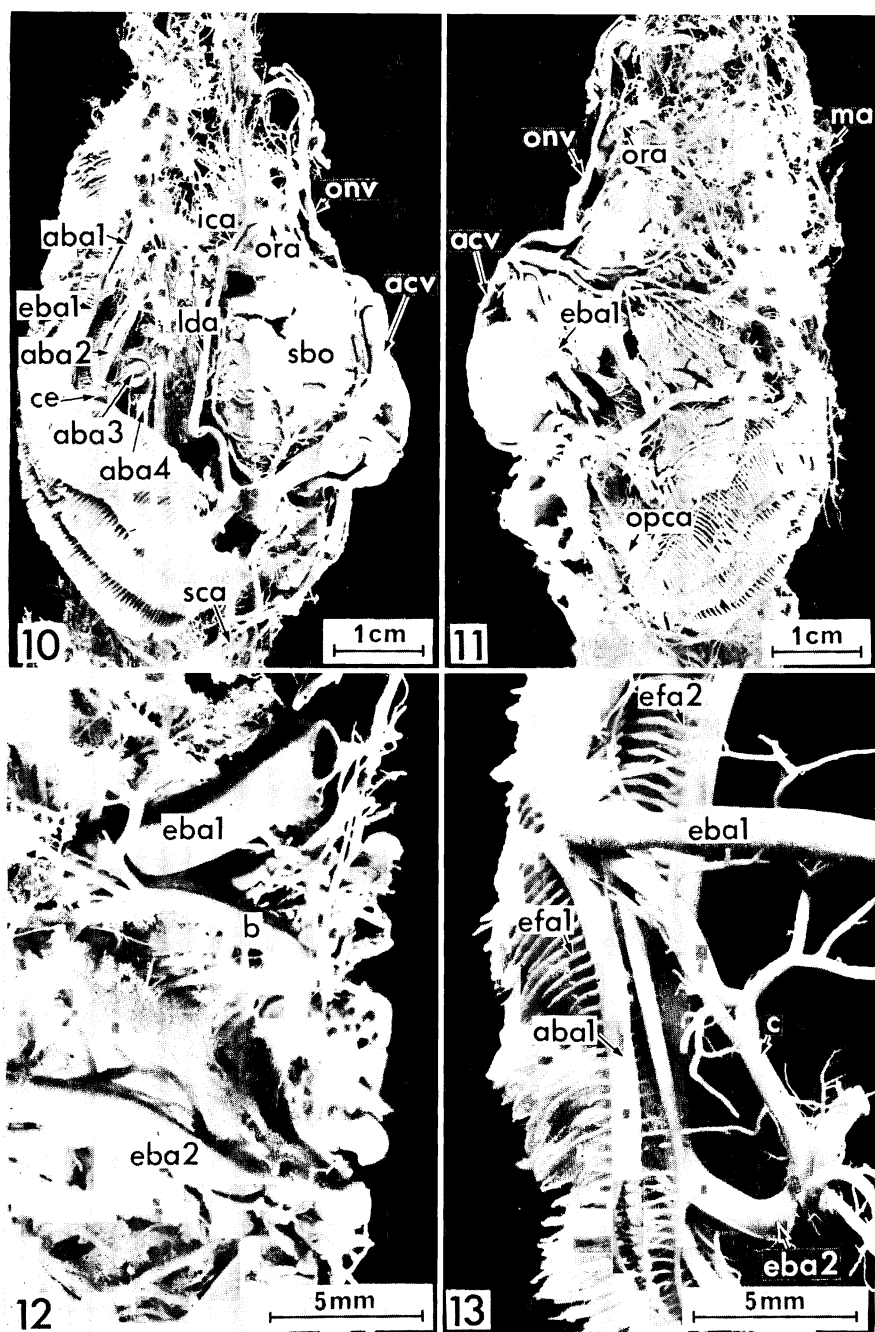 onv
ica
aba1
ora
acv
eba1
lda
aba2
sbo
ce
aba3
aba4
sca
10
1cm
onv
ora
ma
acv
eba1
opca
11
1cm
eba1
b
eba2
12
5mm
efa2
eba1
efa1
aba1
c
eba2
13
5mm